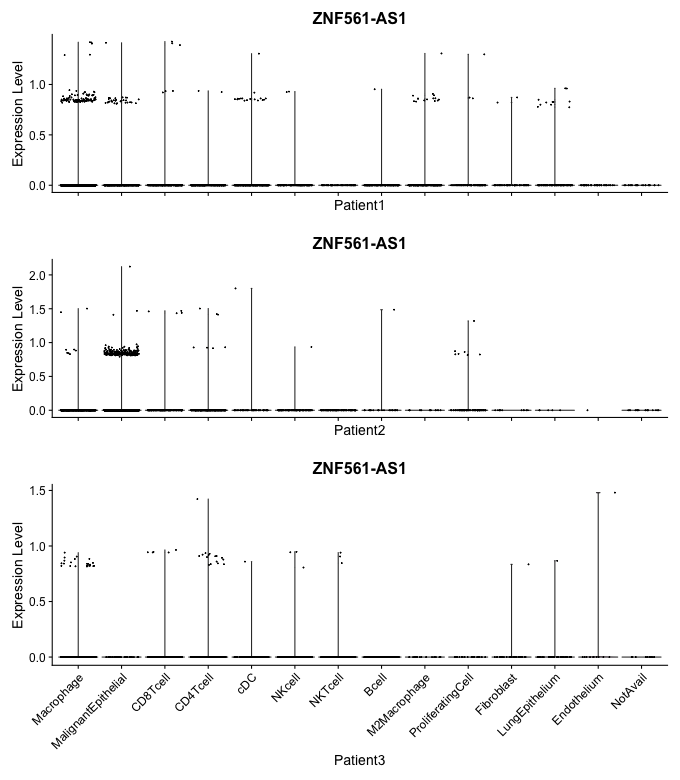 ZNF561-AS1
Expression Level
1.0
0.5
0.0
Patient1
ZNF561-AS1
Expression Level
2.0
1.5
1.0
0.5
0.0
Patient2
ZNF561-AS1
Expression Level
1.5
1.0
0.5
0.0
Macrophage
MalignantEpithelial
CD8Tcell
CD4Tcell
cDC
NKcell
NKTcell
Bcell
M2Macrophage
ProliferatingCell
Fibroblast
LungEpithelium
Endothelium
NotAvail
Patient3